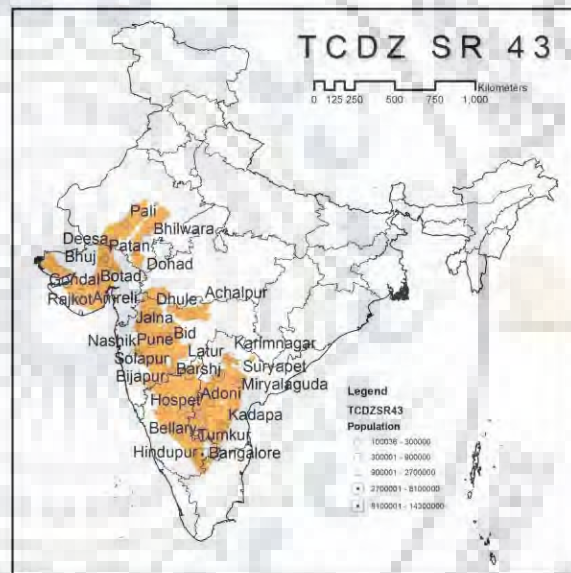 TCDZ SR 43
Kilometers
0 125 250 500 750 1,000
Pali
Bhilwara
Deesa
Patan
Bhuj
Dohad
Gondal
Botad
Rajkot
Amreli
Dhule
Achalpur
Jalna
Bid
Nashik
Pune
Karimnagar
Latur
Solapur
Suryapet
Barshi
Bijapur
Miryalaguda
Adoni
Hospet
Kadapa
Bellary
Tumkur
Hindupur
Bangalore
Legend
TCDZSR43
Population
100036 - 300000
300001 - 900000
900001 - 2700000
2700001 - 8100000
8100001 - 14300000